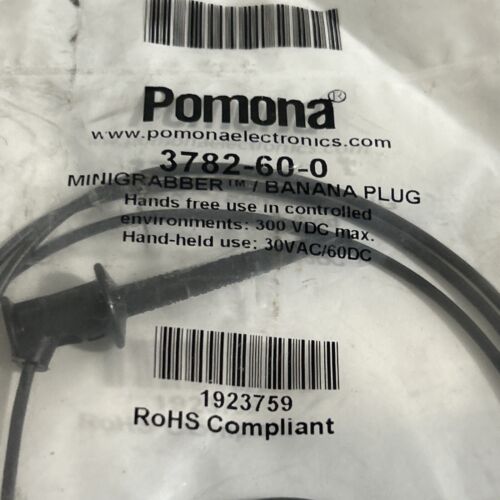 Pomona®
www.pomonaelectronics.com
3782-60-0
MINIGRABBER™ / BANANA PLUG
Hands free use in controlled
environments: 300 VDC max.
Hand-held use: 30VAC/60DC
1923759
RoHS Compliant